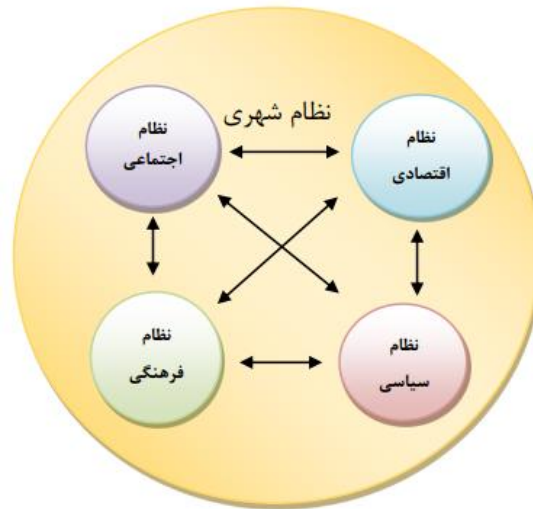 نظام شهری
نظام
اقتصادی
نظام
اجتماعی
نظام
سیاسی
نظام
فرهنگی